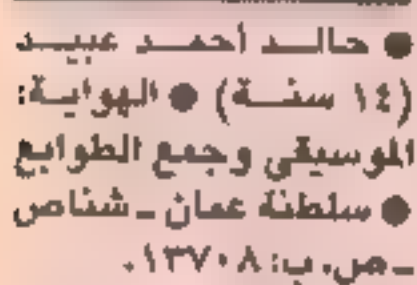 ● خالد أحمد عبيد
(١٤ سنة) ● الهواية:
الموسيقى وجمع الطوابع
● سلطنة عمان ـ شناص
ـ ص. ب: ١٣٧٠٨.